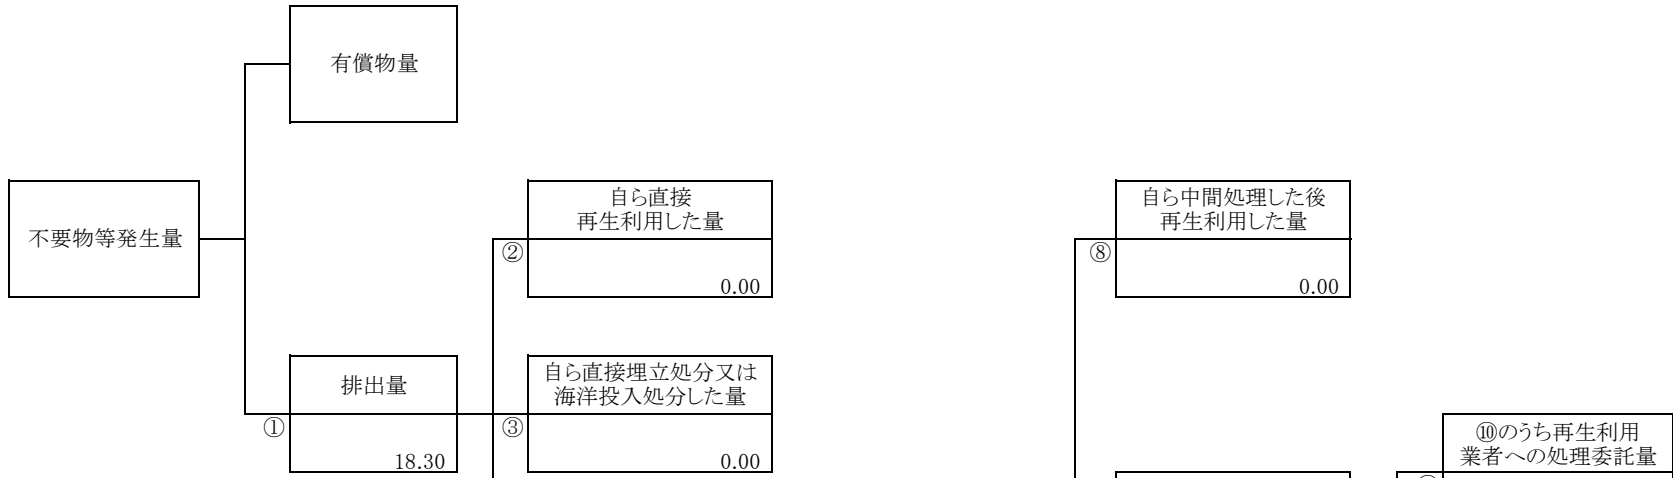 有償物量
不要物等発生量
自ら直接
再生利用した量
②
0.00
自ら中間処理した後
再生利用した量
⑧
0.00
排出量
①
18.30
自ら直接埋立処分又は
海洋投入処分した量
③
0.00
⑩のうち再生利用
業者への処理委託量